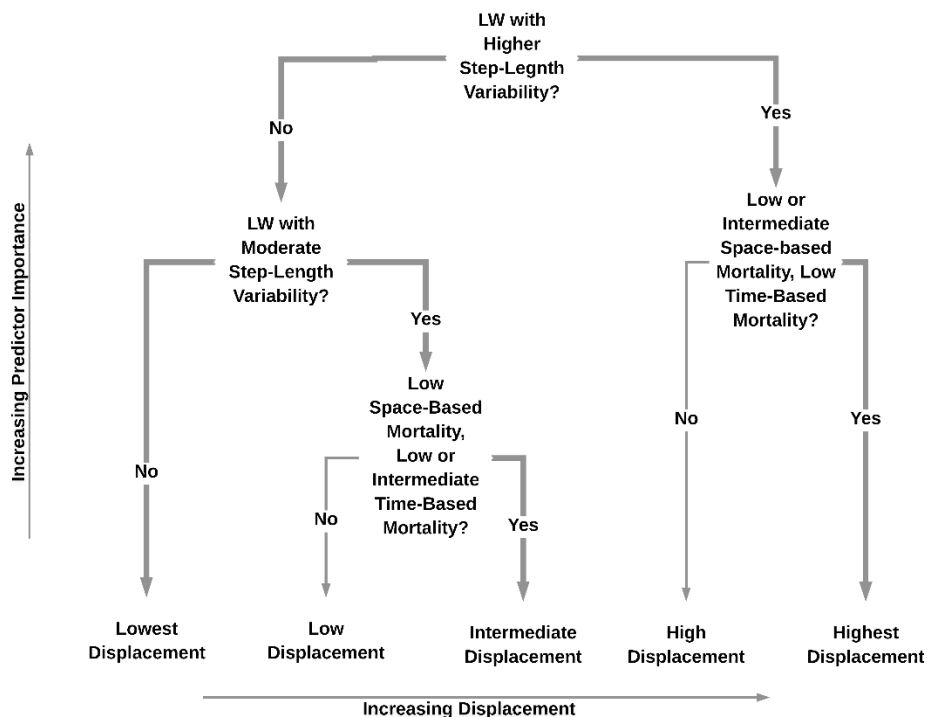 LW with
Higher
Step-Legnth
Variability?
No
Yes
LW with
Moderate
Step-Length
Variability?
Low or
Intermediate
Space-based
Mortality, Low
Time-Based
Mortality?
No
Yes
Low
Space-Based
Mortality,
Low or
Intermediate
Time-Based
Mortality?
No
Yes
No
Yes
Lowest
Displacement
Low
Displacement
Intermediate
Displacement
High
Displacement
Highest
Displacement
Increasing Predictor Importance
Increasing Displacement